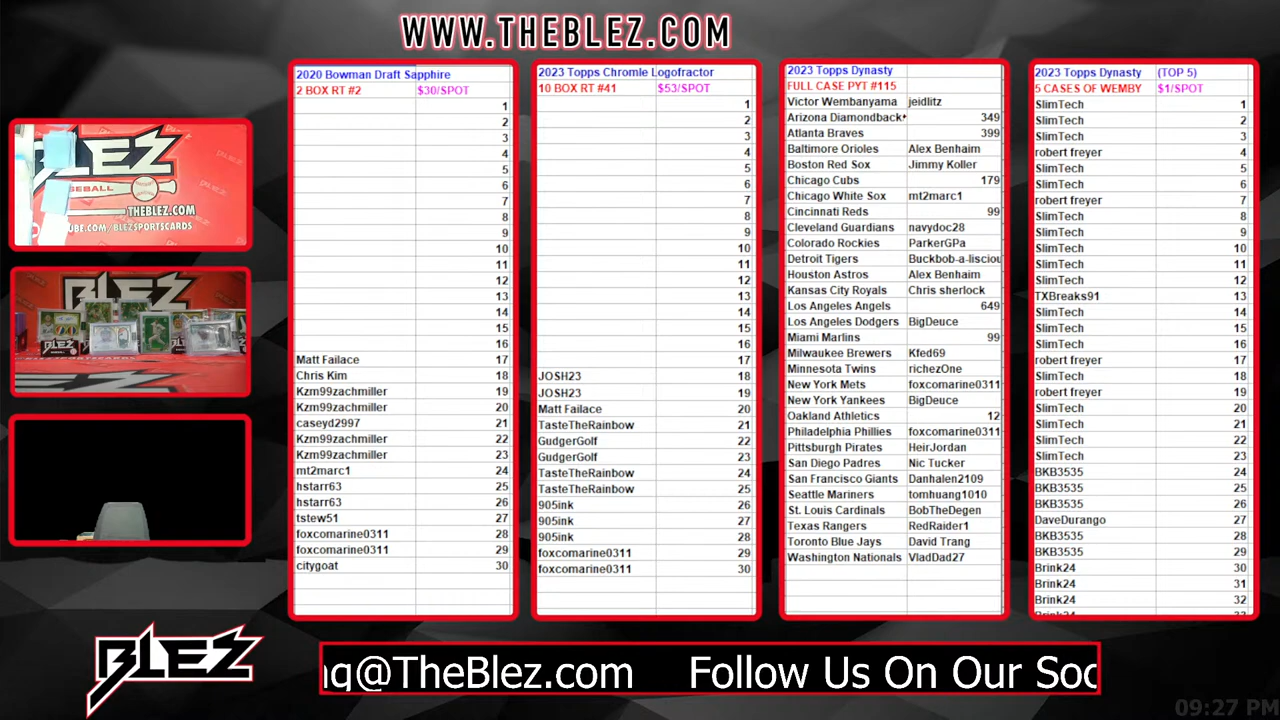 WWW.THEBLEZ.COM
BLEZ
SEBALL
THEBLEZ.COM
UBE.COM/BLEZSPORTSCARDS
BLEZ
2020 Bowman Draft Sapphire
2 BOX RT #2 $30/SPOT
1
2
3
4
5
6
7
8
9
10
11
12
13
14
15
16
Matt Failace 17
Chris Kim 18
Kzm99zachmiller 19
Kzm99zachmiller 20
caseyd2997 21
Kzm99zachmiller 22
Kzm99zachmiller 23
mt2marc1 24
hstarr63 25
hstarr63 26
tstew51 27
foxcomarine0311 28
foxcomarine0311 29
citygoat 30
2023 Topps Chromle Logofractor
10 BOX RT #41 $53/SPOT
1
2
3
4
5
6
7
8
9
10
11
12
13
14
15
16
17
JOSH23 18
JOSH23 19
Matt Failace 20
TasteTheRainbow 21
GudgerGolf 22
GudgerGolf 23
TasteTheRainbow 24
TasteTheRainbow 25
905ink 26
905ink 27
905ink 28
foxcomarine0311 29
foxcomarine0311 30
2023 Topps Dynasty
FULL CASE PYT #115
Victor Wembanyama jeidlitz
Arizona Diamondback 349
Atlanta Braves 399
Baltimore Orioles Alex Benhaim
Boston Red Sox Jimmy Koller
Chicago Cubs 179
Chicago White Sox mt2marc1
Cincinnati Reds 99
Cleveland Guardians navydoc28
Colorado Rockies ParkerGPa
Detroit Tigers Buckbob-a-lisciou
Houston Astros Alex Benhaim
Kansas City Royals Chris sherlock
Los Angeles Angels 649
Los Angeles Dodgers BigDeuce
Miami Marlins 99
Milwaukee Brewers Kfed69
Minnesota Twins richezOne
New York Mets foxcomarine0311
New York Yankees BigDeuce
Oakland Athletics 12
Philadelphia Phillies foxcomarine0311
Pittsburgh Pirates HeirJordan
San Diego Padres Nic Tucker
San Francisco Giants Danhalen2109
Seattle Mariners tomhuang1010
St. Louis Cardinals BobTheDegen
Texas Rangers RedRaider1
Toronto Blue Jays David Trang
Washington Nationals VladDad27
2023 Topps Dynasty (TOP 5)
5 CASES OF WEMBY $1/SPOT
SlimTech 1
SlimTech 2
SlimTech 3
robert freyer 4
SlimTech 5
SlimTech 6
robert freyer 7
SlimTech 8
SlimTech 9
SlimTech 10
SlimTech 11
SlimTech 12
TXBreaks91 13
SlimTech 14
SlimTech 15
SlimTech 16
robert freyer 17
SlimTech 18
robert freyer 19
SlimTech 20
SlimTech 21
SlimTech 22
SlimTech 23
BKB3535 24
BKB3535 25
BKB3535 26
DaveDurango 27
BKB3535 28
BKB3535 29
Brink24 30
Brink24 31
Brink24 32
BLEZ
@TheBlez.com Follow Us On Our Soc
09:27 PM